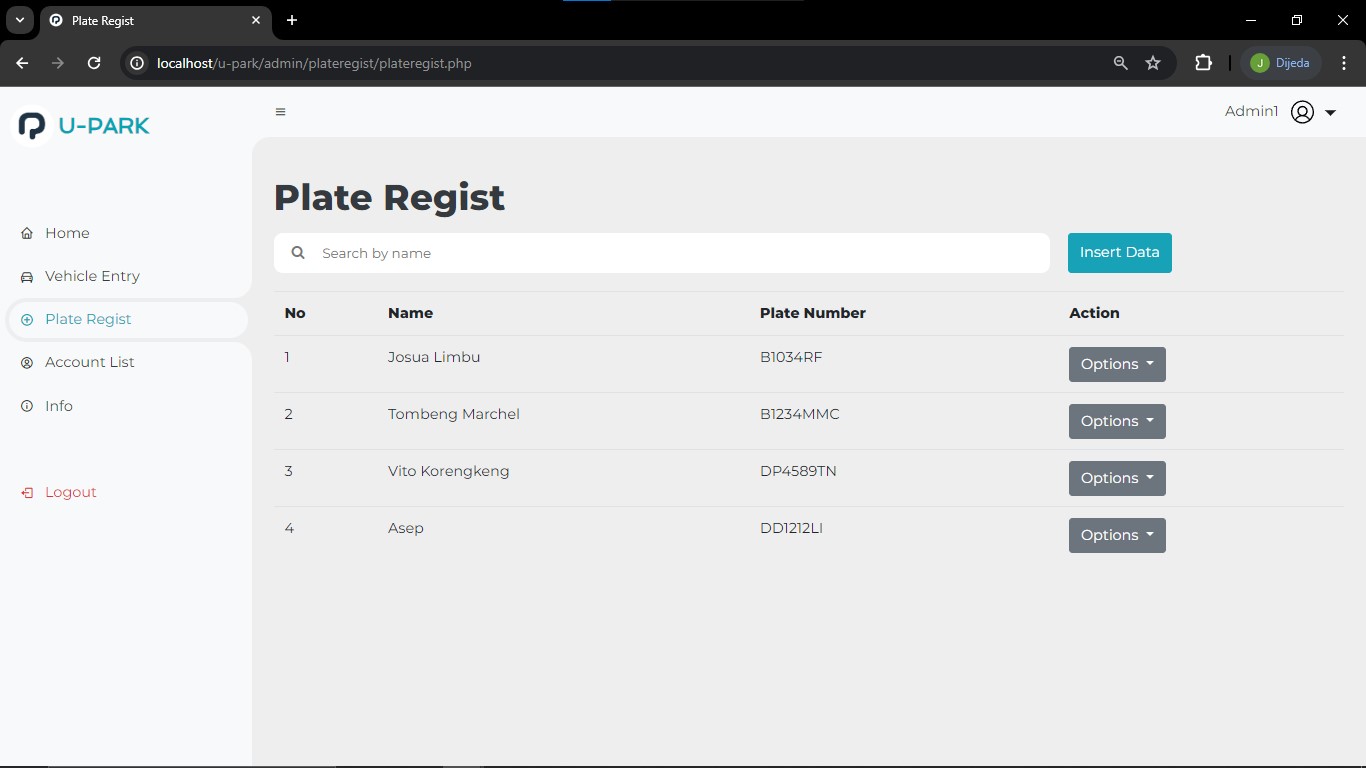 Plate Regist
localhost/u-park/admin/plateregist/plateregist.php
J Dijeda
U-PARK
Admin1
Home
Vehicle Entry
Plate Regist
Account List
Info
Logout
Plate Regist
Search by name
Insert Data
No Name Plate Number Action
1 Josua Limbu B1034RF Options
2 Tombeng Marchel B1234MMC Options
3 Vito Korengkeng DP4589TN Options
4 Asep DD1212LI Options